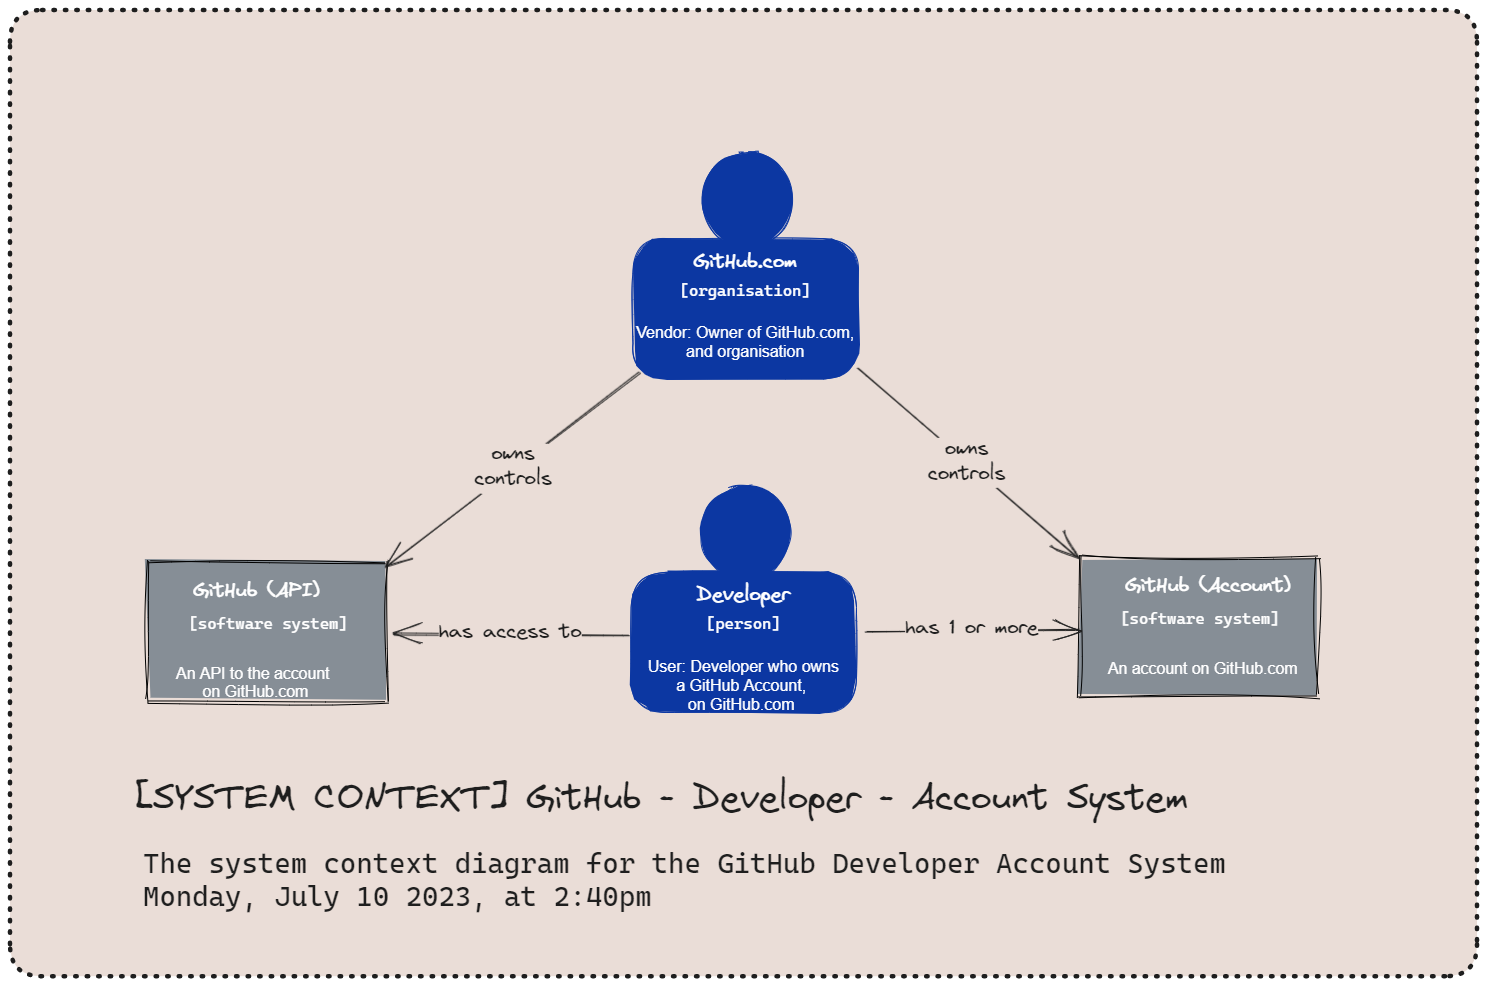 GitHub.com
[organisation]
Vendor: Owner of GitHub.com,
and organisation
owns
controls
owns
controls
GitHub (API)
[software system]
An API to the account
on GitHub.com
has access to
Developer
[person]
User: Developer who owns
a GitHub Account,
on GitHub.com
has 1 or more
GitHub (Account)
[software system]
An account on GitHub.com
[SYSTEM CONTEXT] GitHub - Developer - Account System
The system context diagram for the GitHub Developer Account System
Monday, July 10 2023, at 2:40pm